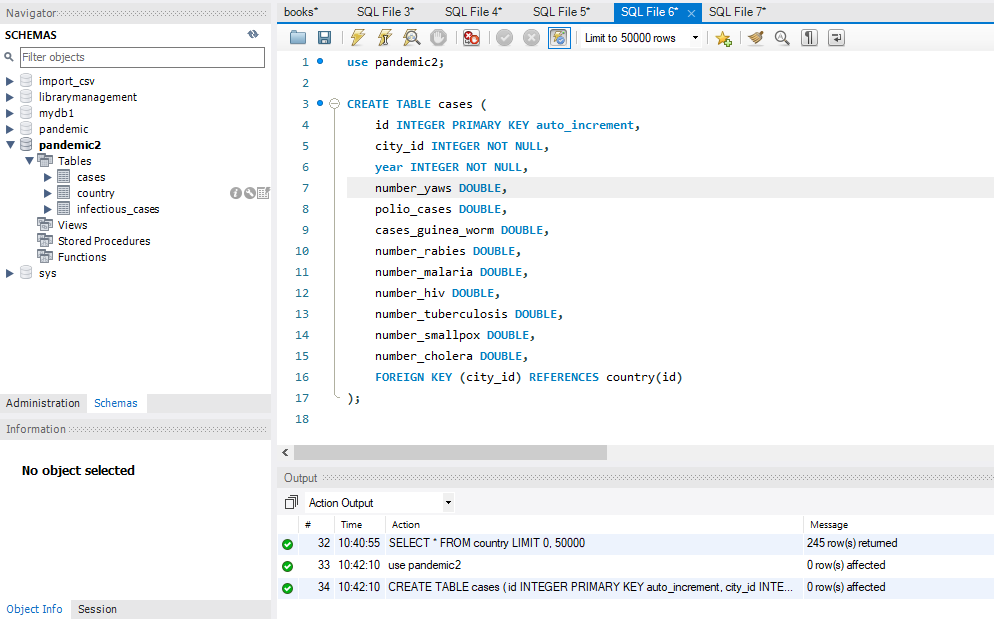 Navigator
SCHEMAS
Filter objects
import_csv
librarymanagement
mydb1
pandemic
pandemic2
Tables
cases
country
infectious_cases
Views
Stored Procedures
Functions
sys
Administration Schemas
Information
No object selected
Object Info Session
books* SQL File 3* SQL File 4* SQL File 5* SQL File 6* SQL File 7*
Limit to 50000 rows
1 use pandemic2;
2
3 CREATE TABLE cases (
4 id INTEGER PRIMARY KEY auto_increment,
5 city_id INTEGER NOT NULL,
6 year INTEGER NOT NULL,
7 number_yaws DOUBLE,
8 polio_cases DOUBLE,
9 cases_guinea_worm DOUBLE,
10 number_rabies DOUBLE,
11 number_malaria DOUBLE,
12 number_hiv DOUBLE,
13 number_tuberculosis DOUBLE,
14 number_smallpox DOUBLE,
15 number_cholera DOUBLE,
16 FOREIGN KEY (city_id) REFERENCES country(id)
17 );
18
Output
Action Output
# Time Action Message
32 10:40:55 SELECT * FROM country LIMIT 0, 50000 245 row(s) returned
33 10:42:10 use pandemic2 0 row(s) affected
34 10:42:10 CREATE TABLE cases ( id INTEGER PRIMARY KEY auto_increment, city_id INTE... 0 row(s) affected